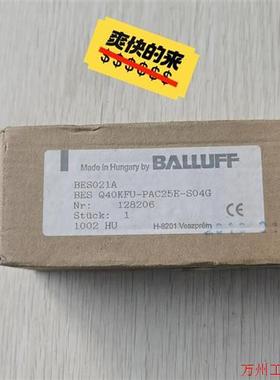 爽快的来
¥¥¥¥¥¥
Made in Hungary by BALLUFF
BES021A
BES Q40KFU-PAC25E-S04G
Nr: 128206
Stück: 1
1002 HU
H-8201 Veszprém
CE
万州工